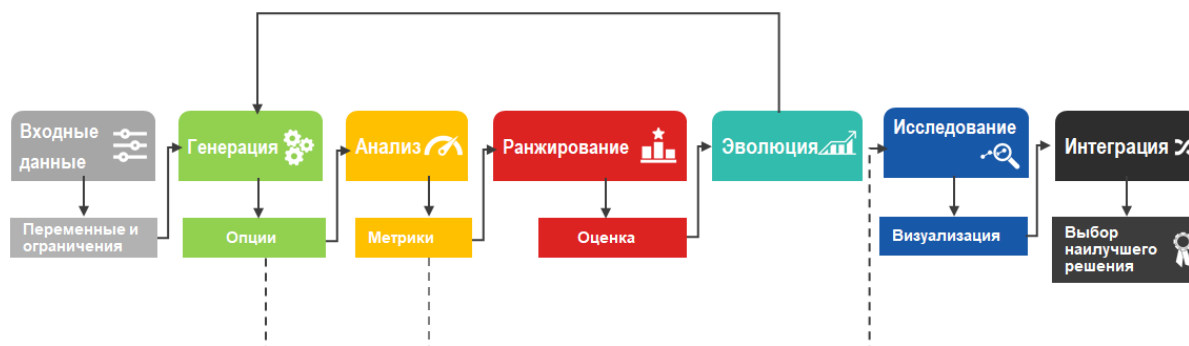 Входные
данные
Генерация
Анализ
Ранжирование
Эволюция
Исследование
Интеграция
Переменные и
ограничения
Опции
Метрики
Оценка
Визуализация
Выбор
наилучшего
решения